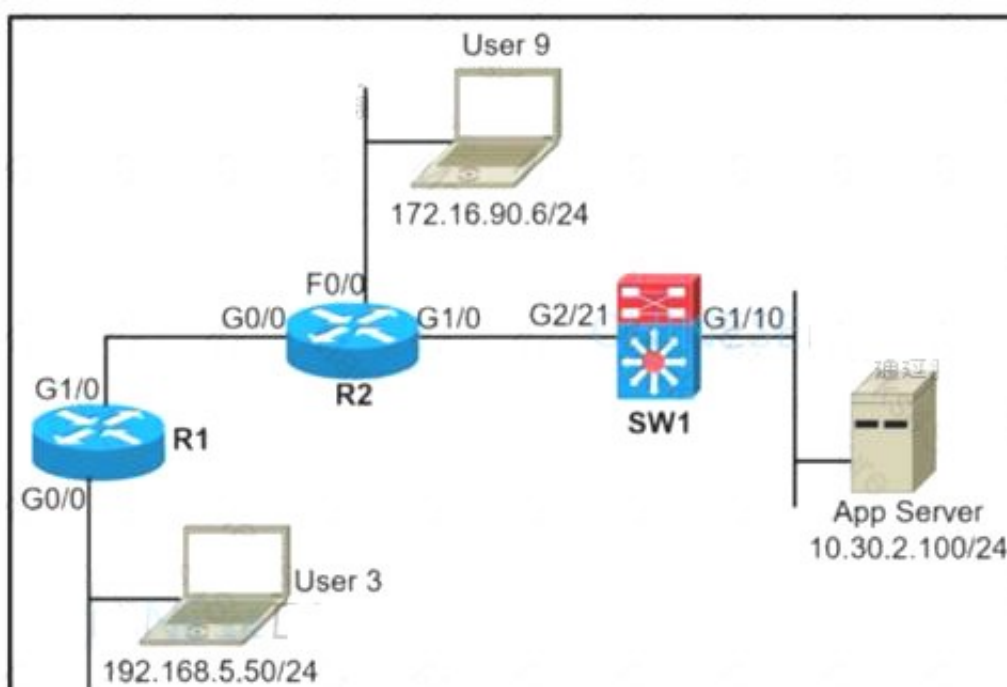 User 9
172.16.90.6/24
F0/0
G0/0
G1/0
G2/21
G1/10
R2
SW1
G1/0
R1
G0/0
App Server
10.30.2.100/24
User 3
192.168.5.50/24